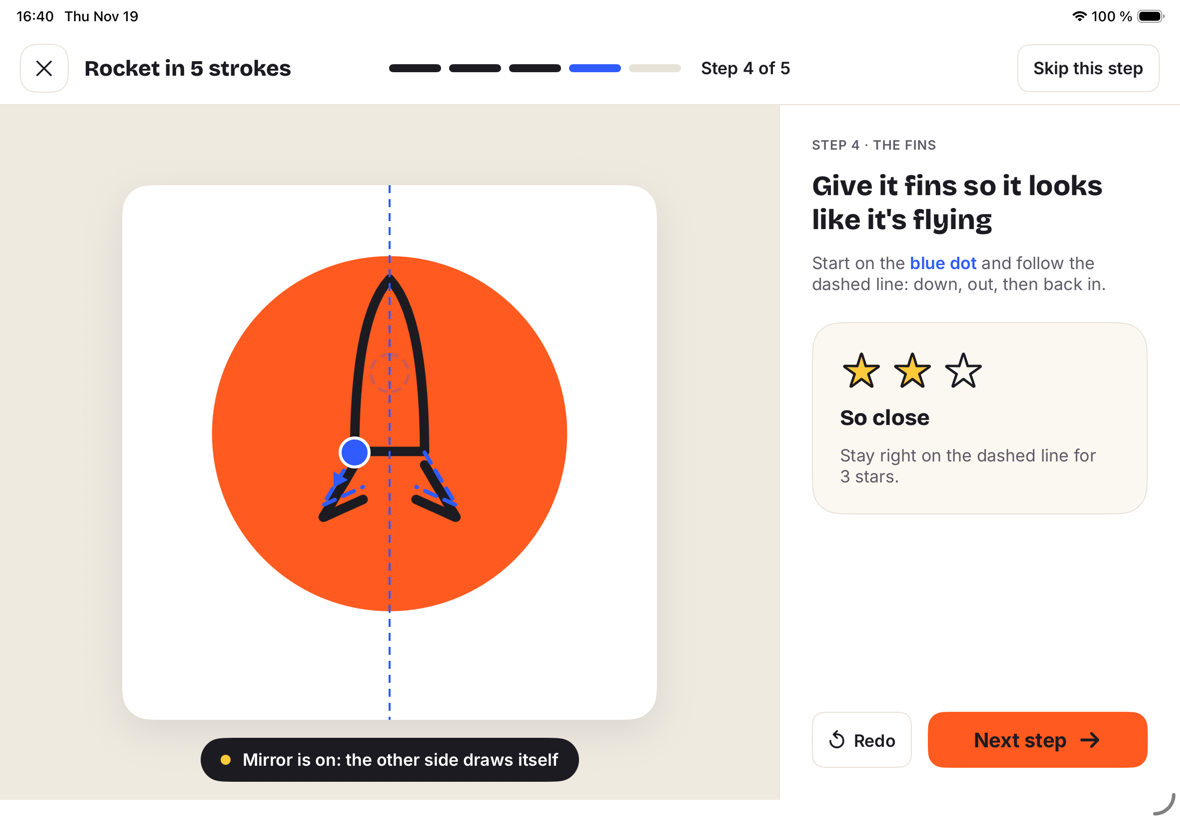 16:40 Thu Nov 19
100 %
Rocket in 5 strokes
Step 4 of 5
Skip this step
STEP 4 · THE FINS
Give it fins so it looks
like it's flying
Start on the blue dot and follow the
dashed line: down, out, then back in.
So close
Stay right on the dashed line for
3 stars.
Mirror is on: the other side draws itself
Redo
Next step